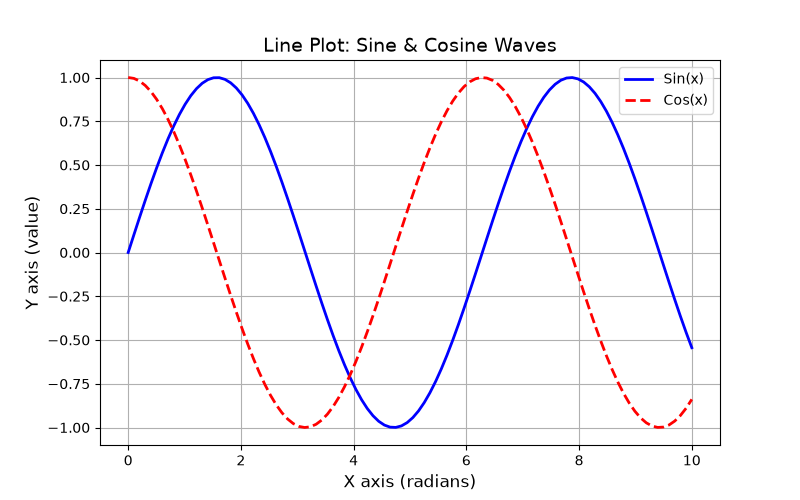 Line Plot: Sine & Cosine Waves
Sin(x)
Cos(x)
Y axis (value)
1.00
0.75
0.50
0.25
0.00
−0.25
−0.50
−0.75
−1.00
0 2 4 6 8 10
X axis (radians)